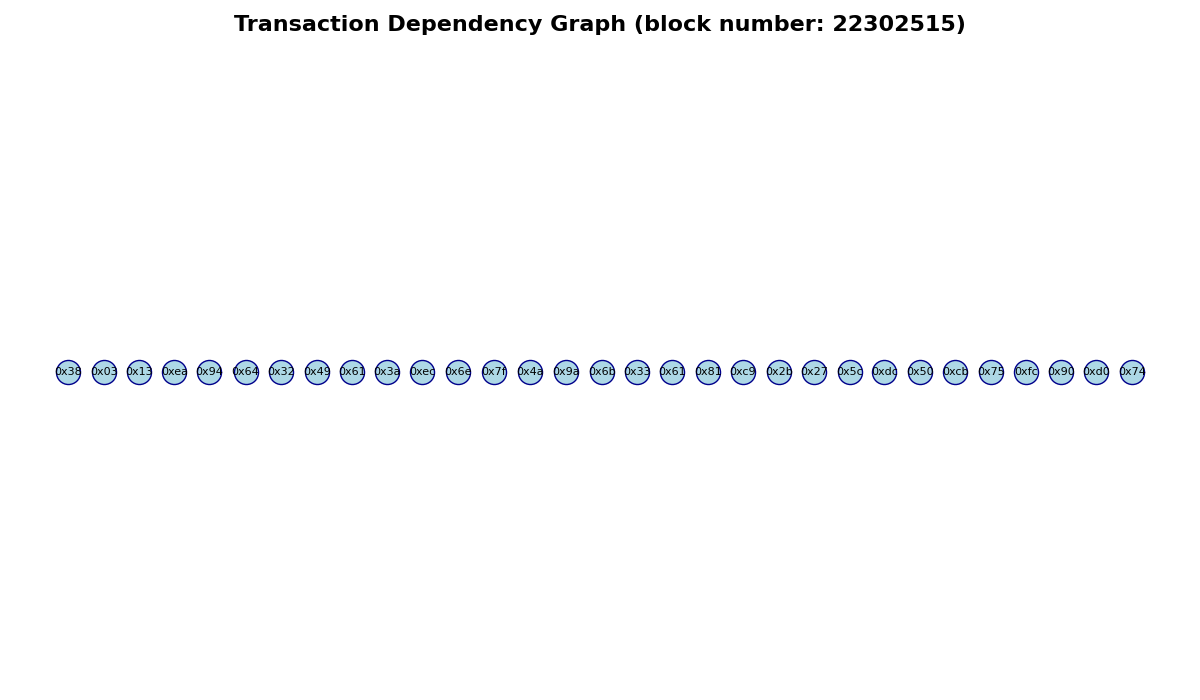 Transaction Dependency Graph (block number: 22302515)
0x38 0x03 0x13 0xea 0x94 0x64 0x32 0x49 0x61 0x3a 0xec 0x6e 0x7f 0x4a 0x9a 0x6b 0x33 0x61 0x81 0xc9 0x2b 0x27 0x5c 0xdc 0x50 0xcb 0x75 0xfc 0x90 0xd0 0x74